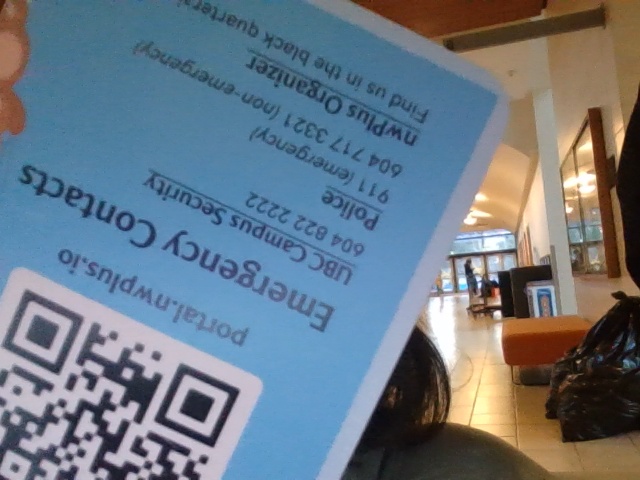 portal.nwplus.io
Emergency Contacts
UBC Campus Security
604 822 2222
Police
911 (emergency)
604 717 3321 (non-emergency)
nwPlus Organizer
Find us in the black quarter